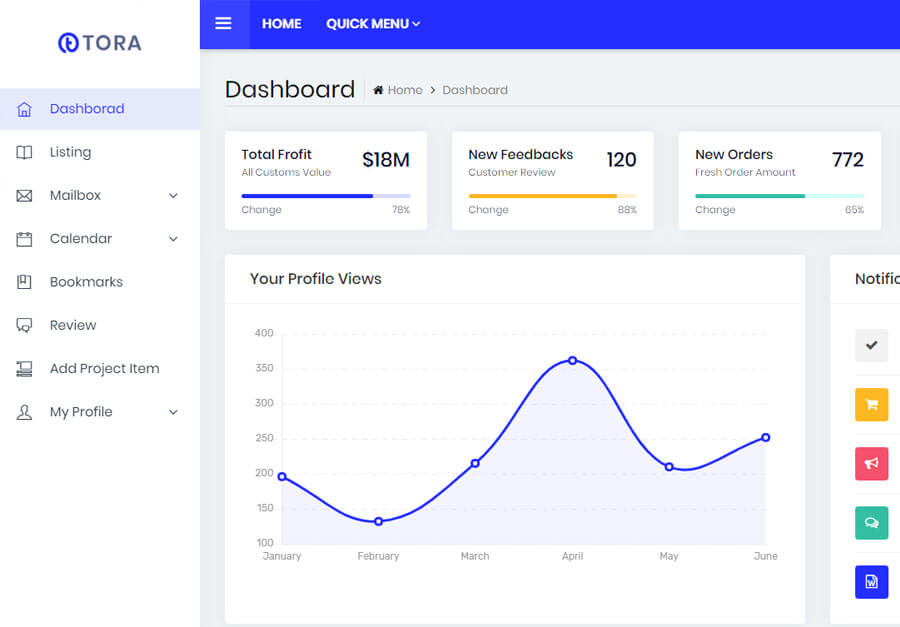 TORA
HOME QUICK MENU
Dashborad
Listing
Mailbox
Calendar
Bookmarks
Review
Add Project Item
My Profile
Dashboard Home > Dashboard
Total Frofit $18M
All Customs Value
Change 78%
New Feedbacks 120
Customer Review
Change 88%
New Orders 772
Fresh Order Amount
Change 65%
Your Profile Views
400
350
300
250
200
150
100
January February March April May June
Notific